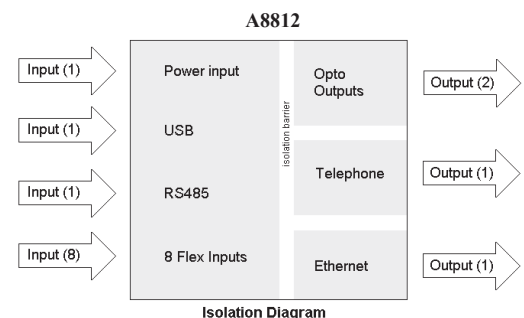 A8812
Input (1)
Power input
Opto
Outputs
Output (2)
Input (1)
USB
isolation barrier
Telephone
Output (1)
Input (1)
RS485
Input (8)
8 Flex Inputs
Ethernet
Output (1)
Isolation Diagram